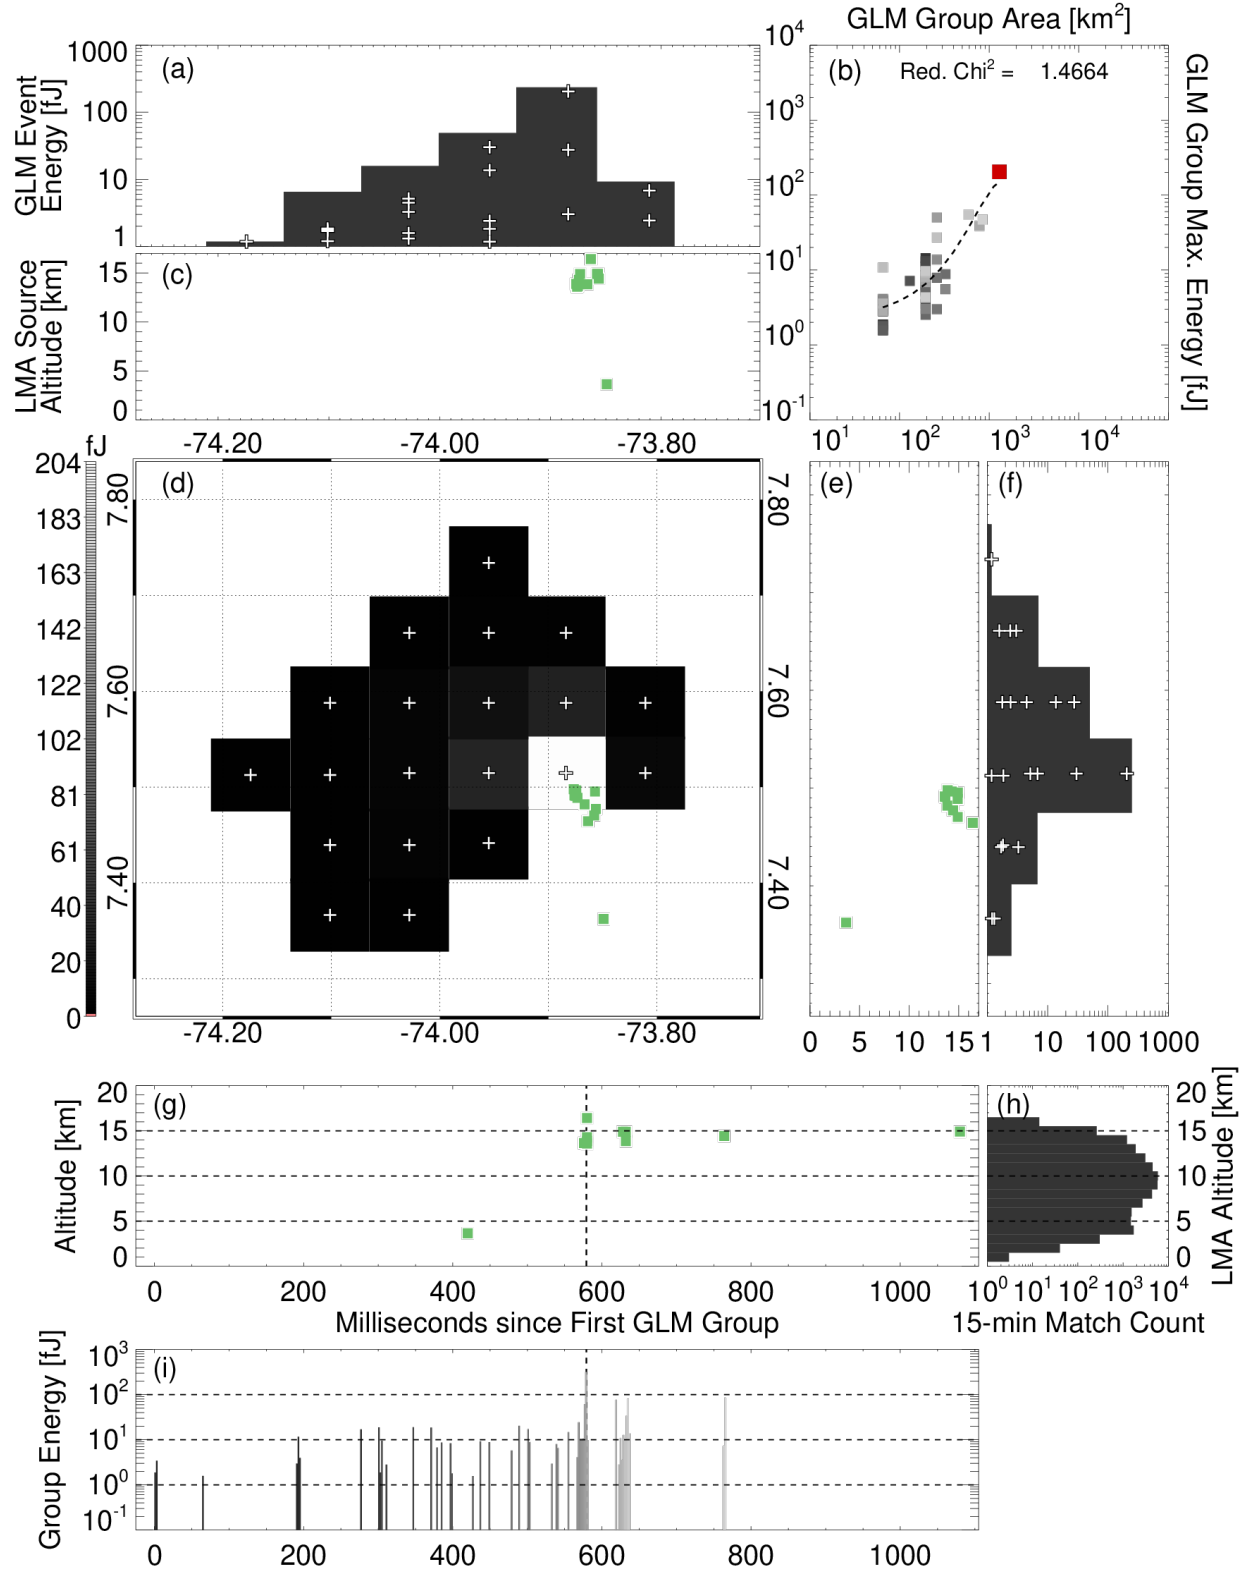 GLM Group Area [km2]
(a)
1000
100
10
1
GLM Event
Energy [fJ]
(b)
Red. Chi2 = 1.4664
104
103
102
101
100
10-1
GLM Group Max. Energy [fJ]
101 102 103 104
(c)
15
10
5
0
LMA Source
Altitude [km]
-74.20 -74.00 -73.80
fJ
204
183
163
142
122
102
81
61
40
20
0
(d)
7.80
7.60
7.40
7.80
7.60
7.40
-74.20 -74.00 -73.80
(e)
0 5 10 15
(f)
1 10 100 1000
(g)
20
15
10
5
0
Altitude [km]
0 200 400 600 800 1000
Milliseconds since First GLM Group
(h)
20
15
10
5
0
LMA Altitude [km]
100 101 102 103 104
15-min Match Count
(i)
103
102
101
100
10-1
Group Energy [fJ]
0 200 400 600 800 1000